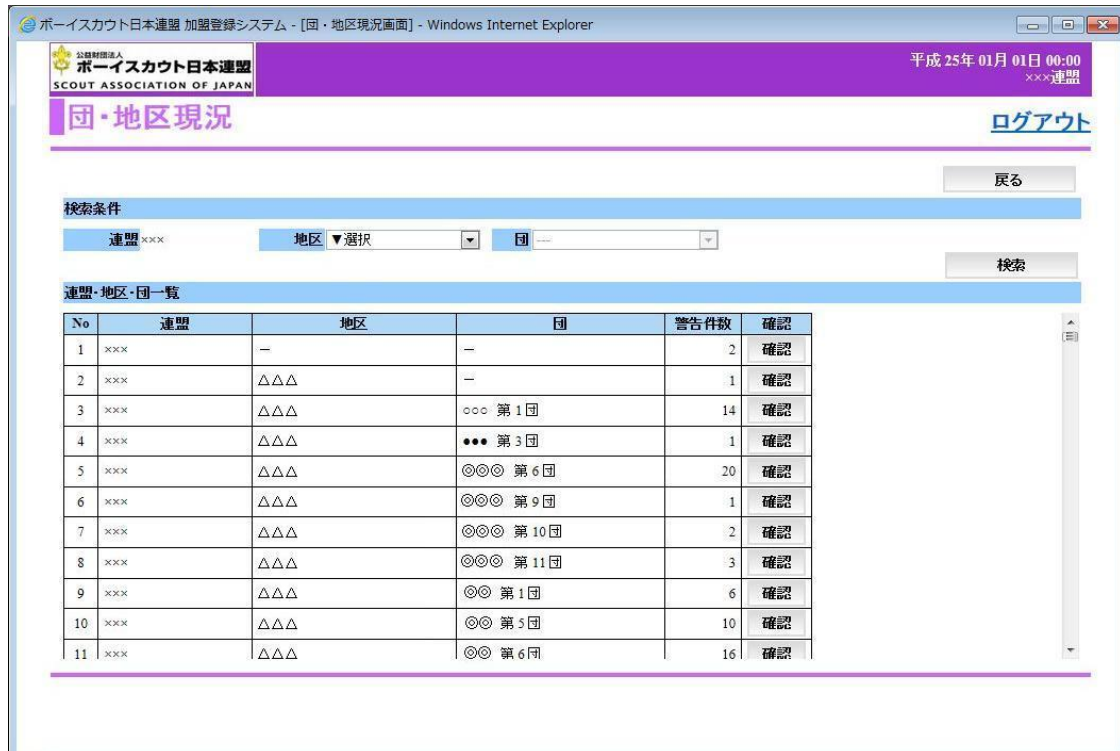 ボーイスカウト日本連盟 加盟登録システム - [団・地区現況画面] - Windows Internet Explorer
公益財団法人
ボーイスカウト日本連盟
SCOUT ASSOCIATION OF JAPAN
平成 25年 01月 01日 00:00
×××連盟
団・地区現況
ログアウト
戻る
検索条件
連盟 ××× 地区 ▼選択 団 ---
検索
連盟・地区・団一覧
No 連盟 地区 団 警告件数 確認
1 ××× ー ー 2 確認
2 ××× △△△ ー 1 確認
3 ××× △△△ ○○○ 第1団 14 確認
4 ××× △△△ ●●● 第3団 1 確認
5 ××× △△△ ◎◎◎ 第6団 20 確認
6 ××× △△△ ◎◎◎ 第9団 1 確認
7 ××× △△△ ◎◎◎ 第10団 2 確認
8 ××× △△△ ◎◎◎ 第11団 3 確認
9 ××× △△△ ◎◎ 第1団 6 確認
10 ××× △△△ ◎◎ 第5団 10 確認
11 ××× △△△ ◎◎ 第6団 16 確認